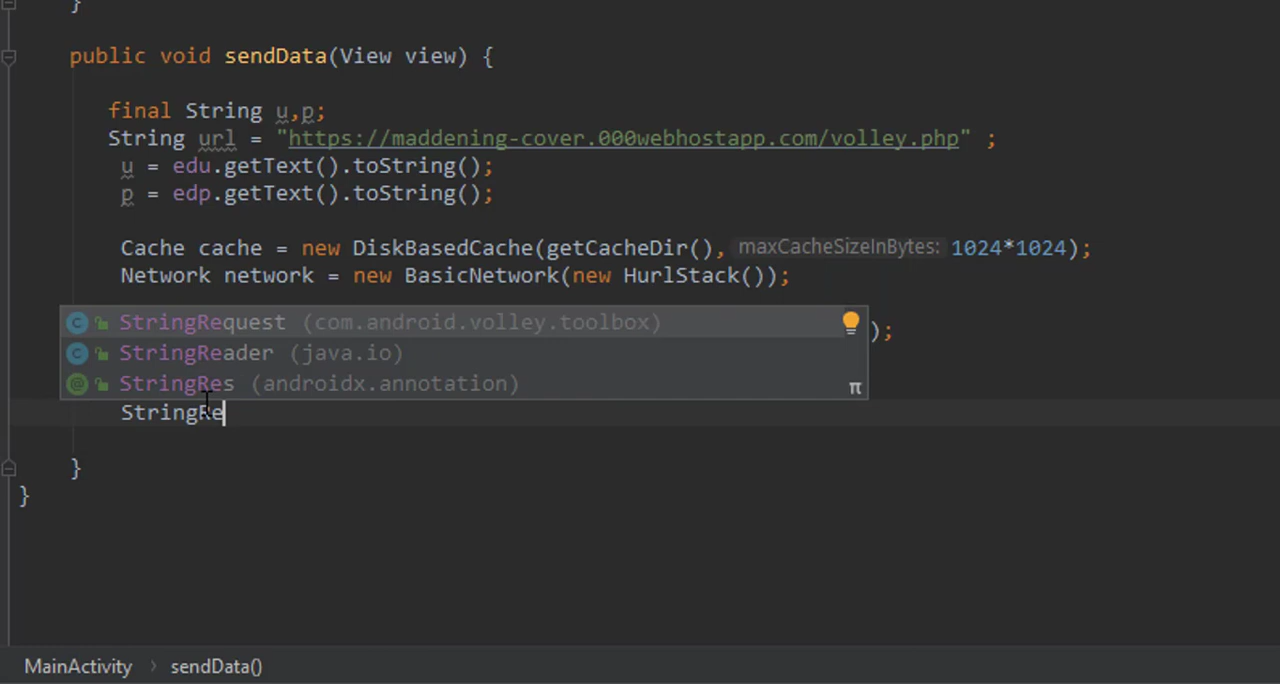 }
public void sendData(View view) {
final String u,p;
String url = "https://maddening-cover.000webhostapp.com/volley.php" ;
u = edu.getText().toString();
p = edp.getText().toString();
Cache cache = new DiskBasedCache(getCacheDir(), maxCacheSizeInBytes: 1024*1024);
Network network = new BasicNetwork(new HurlStack());
StringRequest (com.android.volley.toolbox)
);
StringReader (java.io)
StringRes (androidx.annotation)
π
StringRe
}
}
MainActivity › sendData()